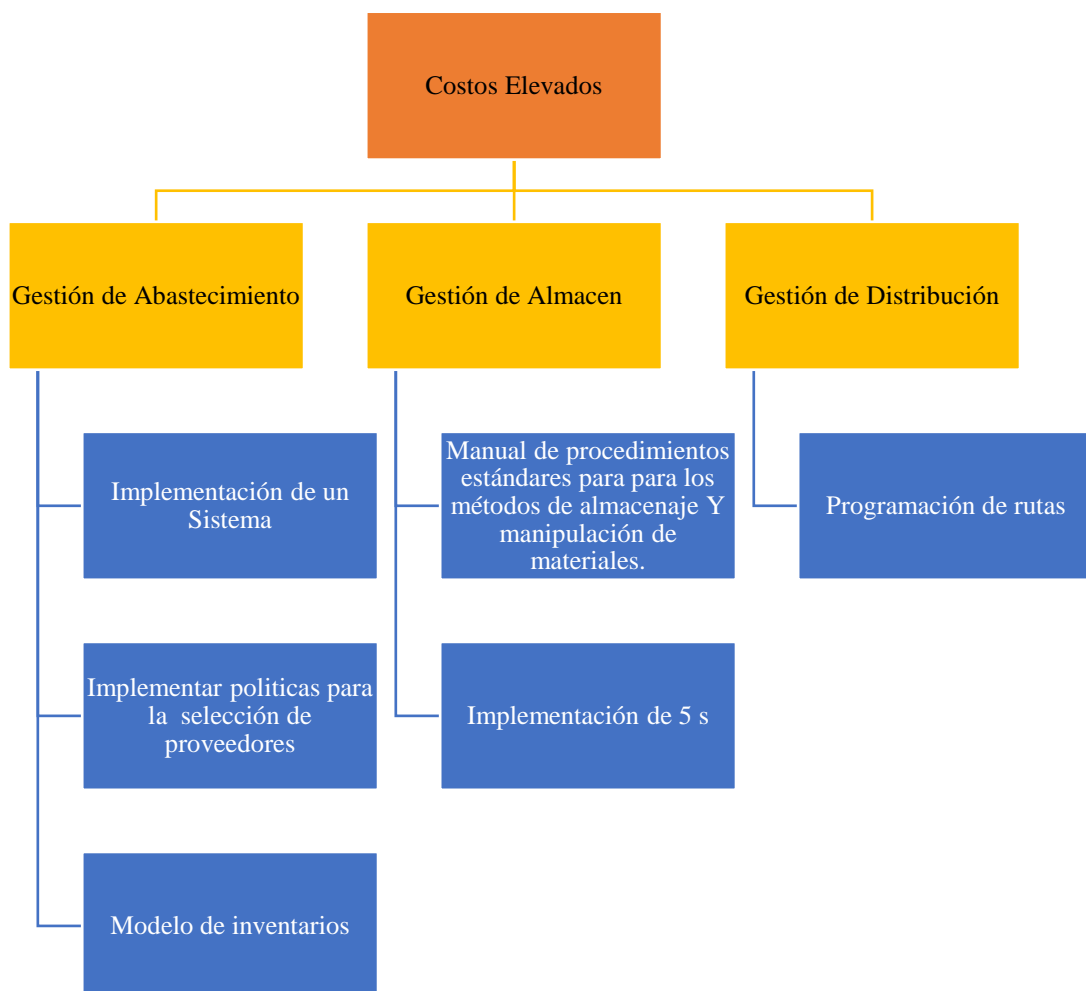 Costos Elevados
Gestión de Abastecimiento
Gestión de Almacen
Gestión de Distribución
Implementación de un
Sistema
Manual de procedimientos
estándares para para los
métodos de almacenaje Y
manipulación de
materiales.
Programación de rutas
Implementar politicas para
la selección de
proveedores
Implementación de 5 s
Modelo de inventarios